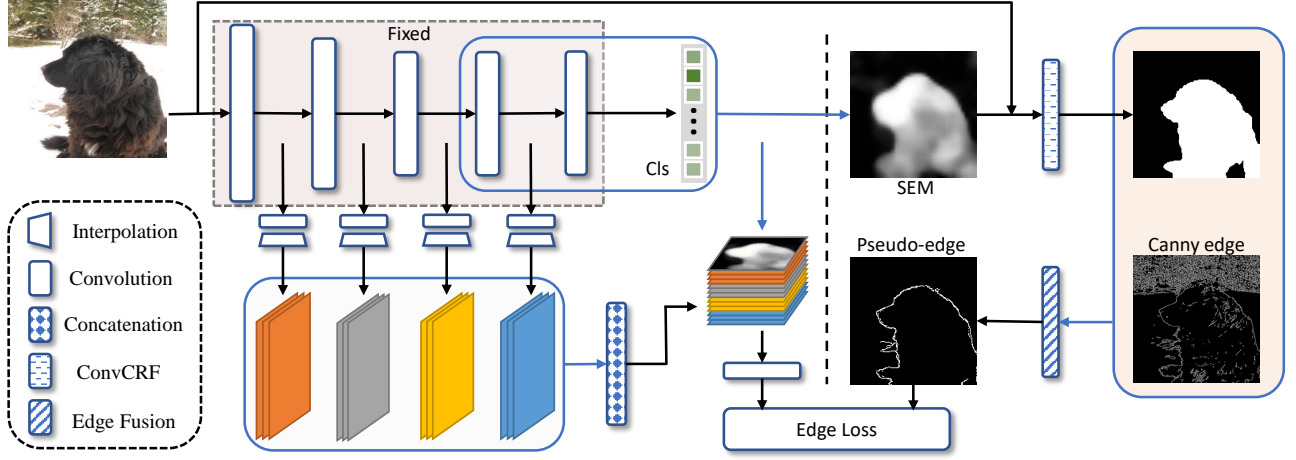 Fixed
Cls
SEM
Interpolation
Convolution
Concatenation
ConvCRF
Edge Fusion
Pseudo-edge
Canny edge
Edge Loss